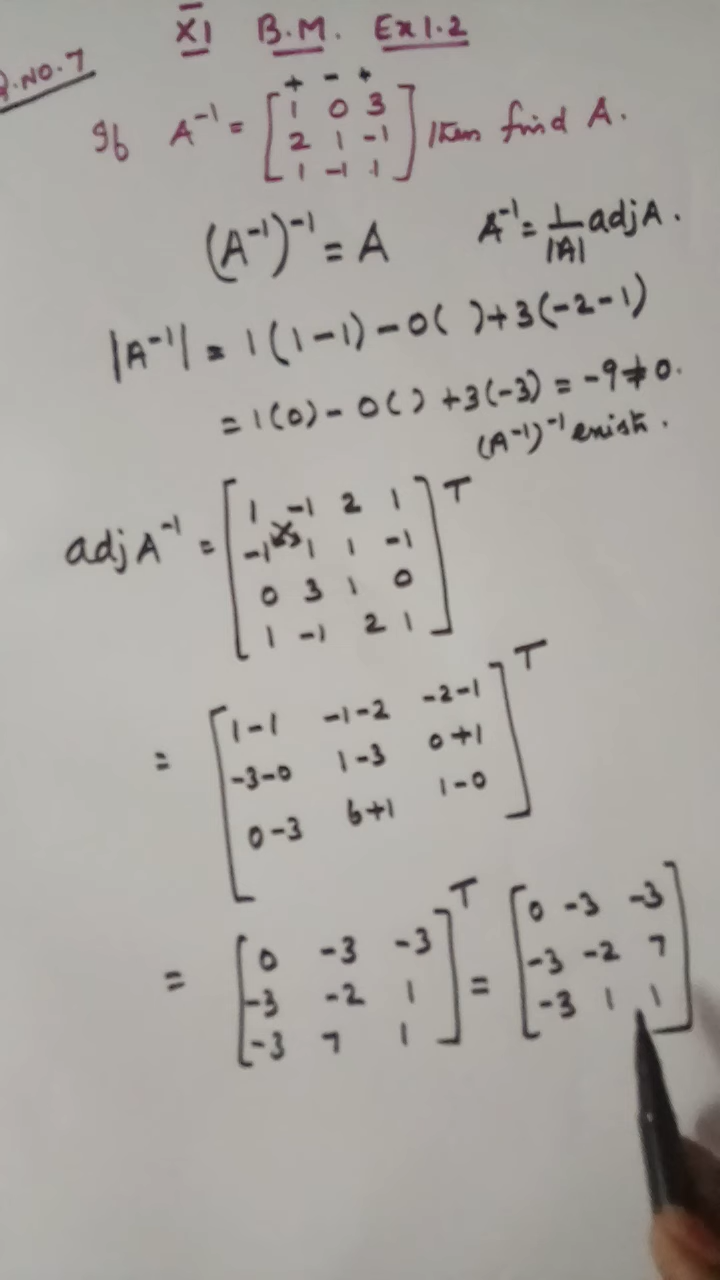 XI B.M. Ex 1.2
Q.NO.7
+ - +
If A⁻¹ = [1 0 3
2 1 -1
1 -1 1] then find A.
(A⁻¹)⁻¹ = A    A⁻¹ = 1/|A| adj A.
|A⁻¹| = 1(1-1) - 0( ) + 3(-2-1)
= 1(0) - 0( ) + 3(-3) = -9 ≠ 0.
(A⁻¹)⁻¹ exists.
adj A⁻¹ = [1 -1 2 1
-1 1 1 -1
0 3 1 0
1 -1 2 1]ᵀ
= [1-1 -1-2 -2-1
-3-0 1-3 0+1
0-3 6+1 1-0]ᵀ
= [0 -3 -3
-3 -2 1
-3 7 1]ᵀ = [0 -3 -3
-3 -2 7
-3 1 1]